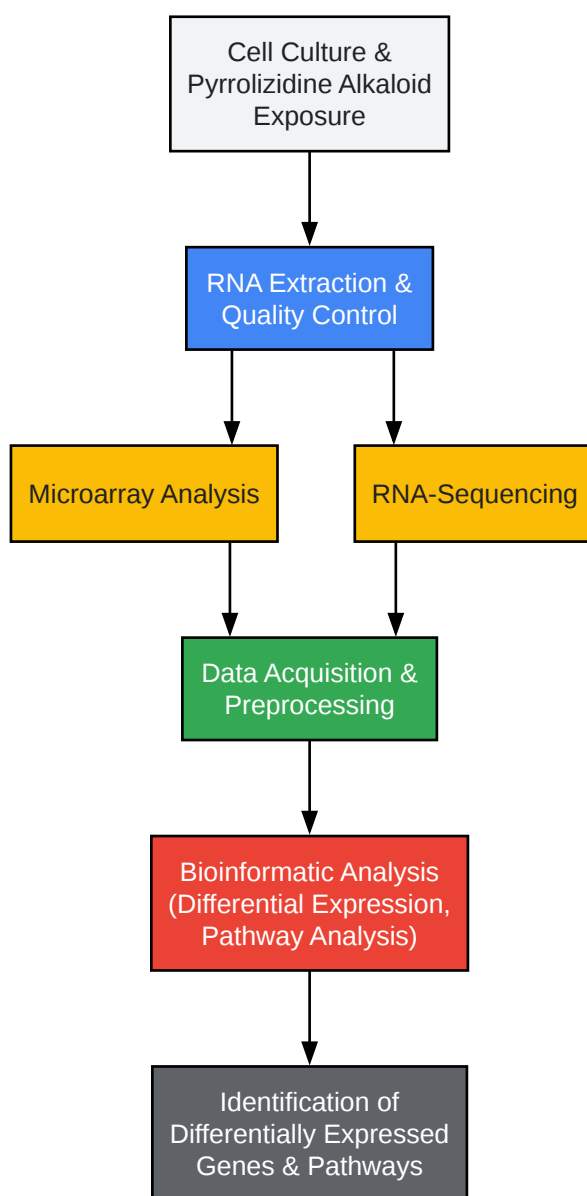 Cell Culture &
Pyrrolizidine Alkaloid
Exposure
RNA Extraction &
Quality Control
Microarray Analysis
RNA-Sequencing
Data Acquisition &
Preprocessing
Bioinformatic Analysis
(Differential Expression,
Pathway Analysis)
Identification of
Differentially Expressed
Genes & Pathways